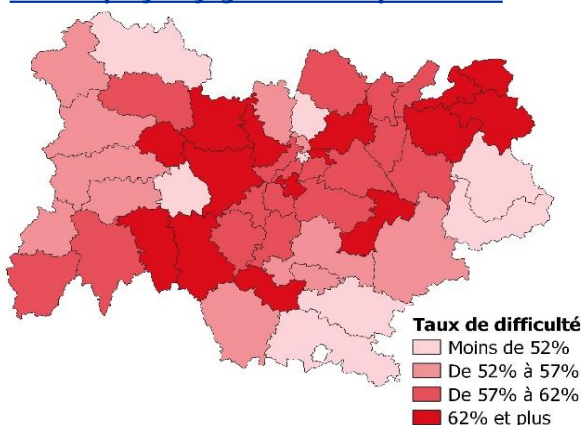 Taux de difficulté
Moins de 52%
De 52% à 57%
De 57% à 62%
62% et plus